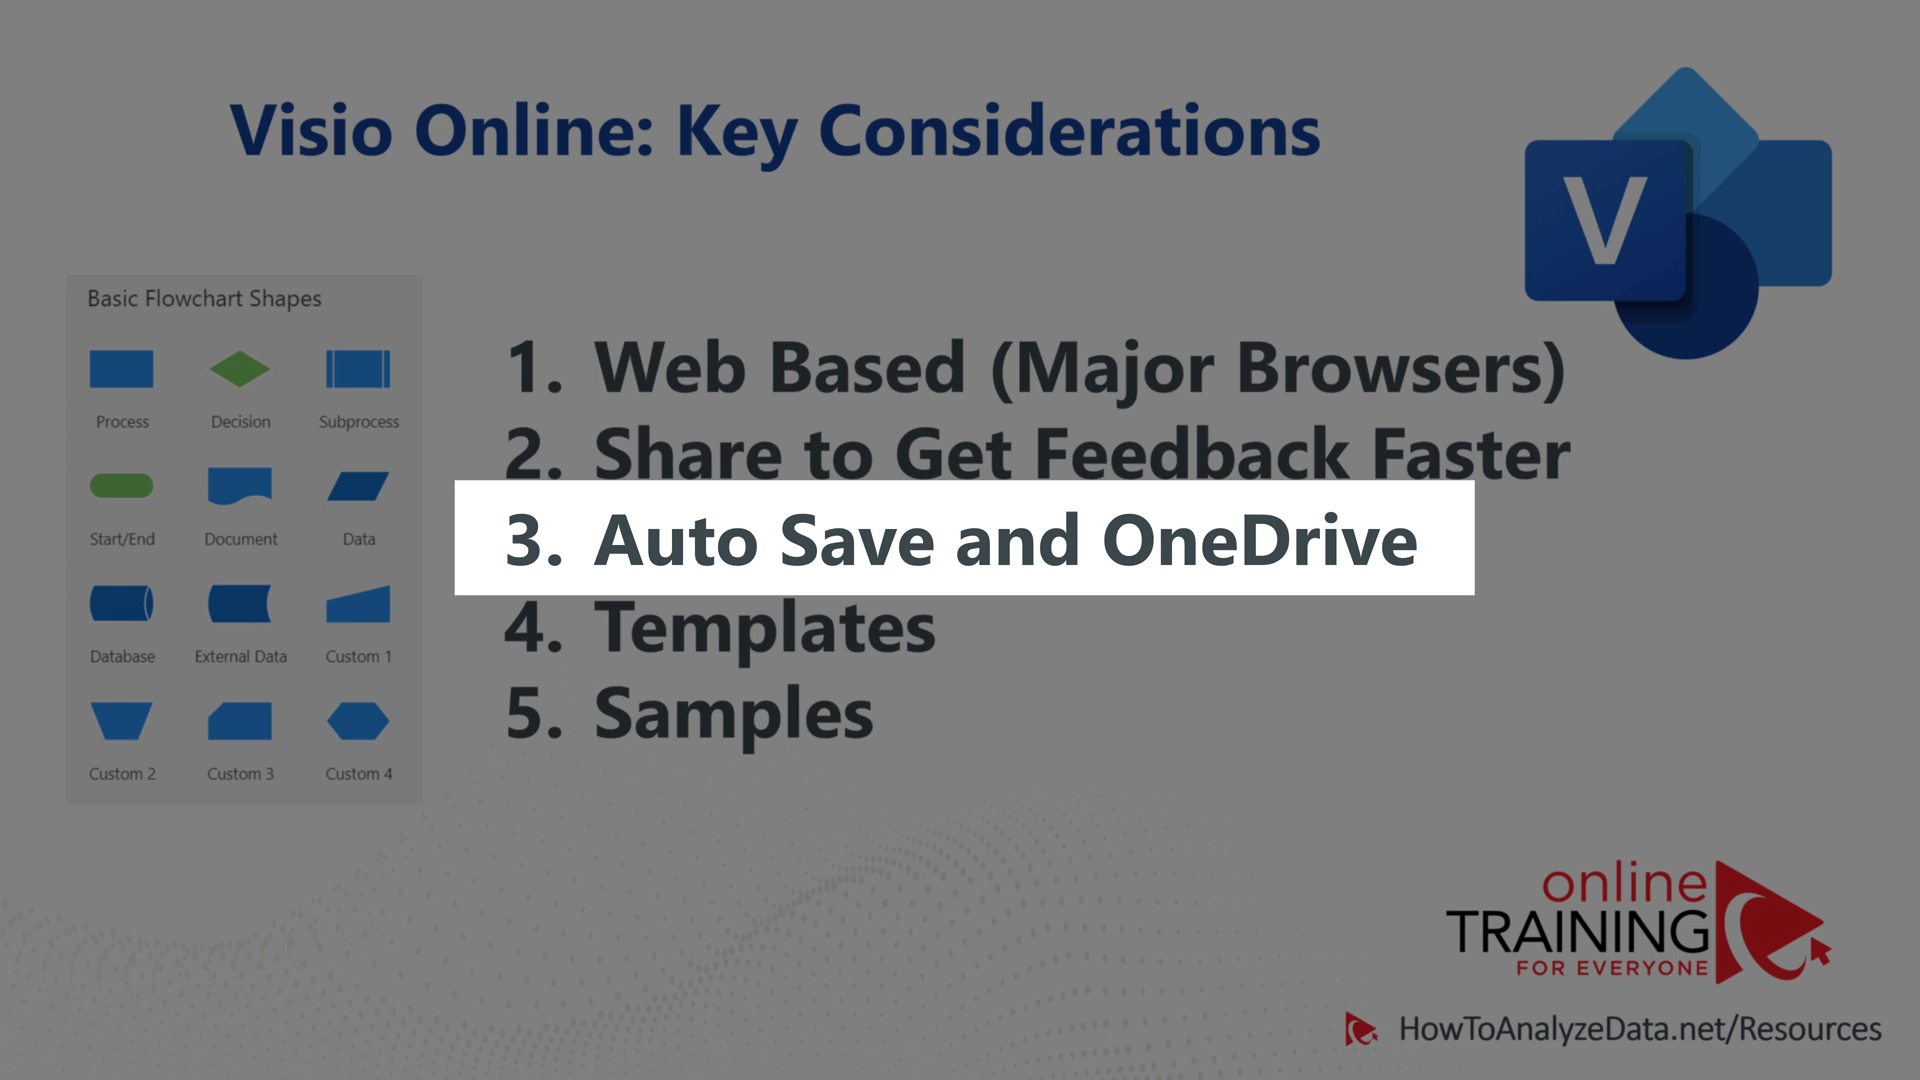 Visio Online: Key Considerations
V
Basic Flowchart Shapes
Process Decision Subprocess
Start/End Document Data
Database External Data Custom 1
Custom 2 Custom 3 Custom 4
1. Web Based (Major Browsers)
2. Share to Get Feedback Faster
3. Auto Save and OneDrive
4. Templates
5. Samples
online
TRAINING
FOR EVERYONE
HowToAnalyzeData.net/Resources